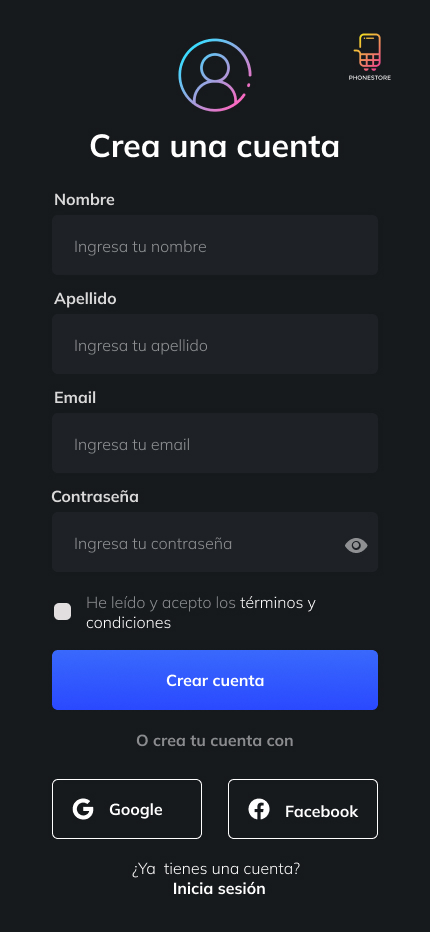 PHONESTORE
Crea una cuenta
Nombre
Ingresa tu nombre
Apellido
Ingresa tu apellido
Email
Ingresa tu email
Contraseña
Ingresa tu contraseña
He leído y acepto los términos y
condiciones
Crear cuenta
O crea tu cuenta con
Google
Facebook
¿Ya  tienes una cuenta?
Inicia sesión